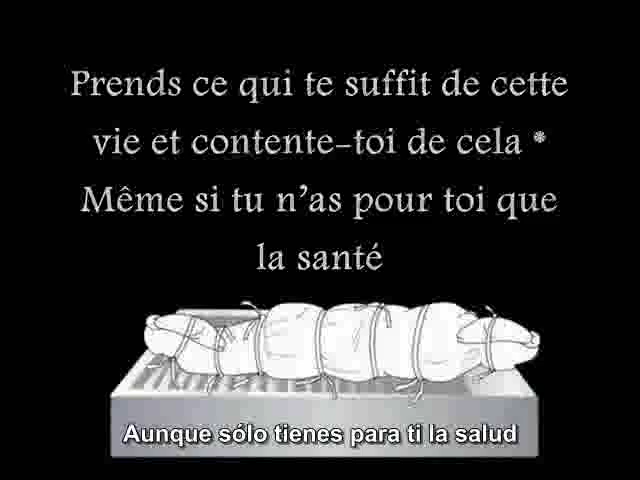 Prends ce qui te suffit de cette
vie et contente-toi de cela *
Même si tu n'as pour toi que
la santé
Aunque sólo tienes para ti la salud